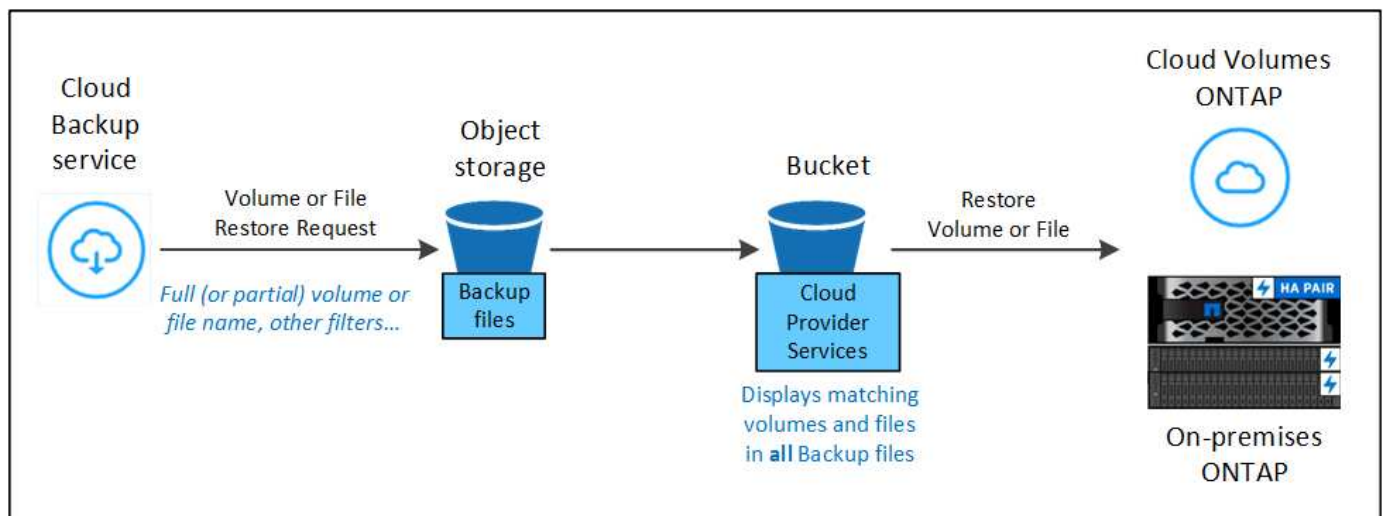 Cloud
Backup
service
Volume or File
Restore Request
Full (or partial) volume or
file name, other filters...
Object
storage
Backup
files
Bucket
Cloud
Provider
Services
Displays matching
volumes and files
in all Backup files
Restore
Volume or File
Cloud Volumes
ONTAP
HA PAIR
On-premises
ONTAP